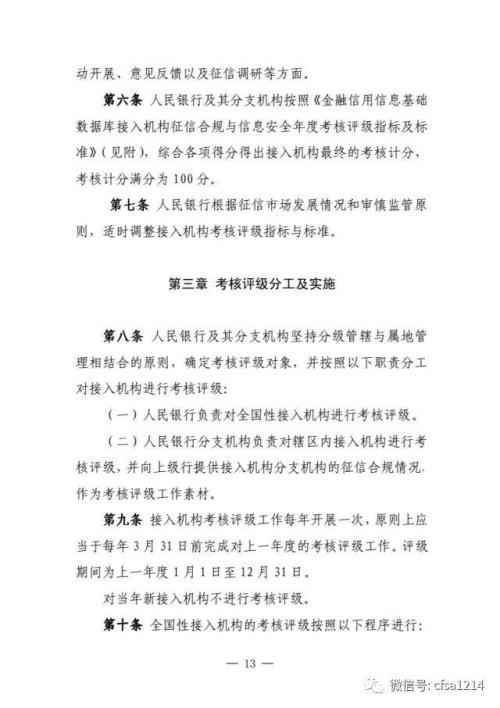 动开展、意见反馈以及征信调研等方面。
第六条 人民银行及其分支机构按照《金融信用信息基础
数据库接入机构征信合规与信息安全年度考核评级指标及标
准》（见附），综合各项得分得出接入机构最终的考核计分，
考核计分满分为 100 分。
第七条 人民银行根据征信市场发展情况和审慎监管原
则，适时调整接入机构考核评级指标与标准。
第三章 考核评级分工及实施
第八条 人民银行及其分支机构坚持分级管辖与属地管
理相结合的原则，确定考核评级对象，并按照以下职责分工
对接入机构进行考核评级：
（一）人民银行负责对全国性接入机构进行考核评级。
（二）人民银行分支机构负责对辖区内接入机构进行考
核评级，并向上级行提供接入机构分支机构的征信合规情况，
作为考核评级工作素材。
第九条 接入机构考核评级工作每年开展一次，原则上应
当于每年 3 月 31 日前完成对上一年度的考核评级工作。评级
期间为上一年度 1 月 1 日至 12 月 31 日。
对当年新接入机构不进行考核评级。
第十条 全国性接入机构的考核评级按照以下程序进行：
— 13 —
微信号: cfsa1214